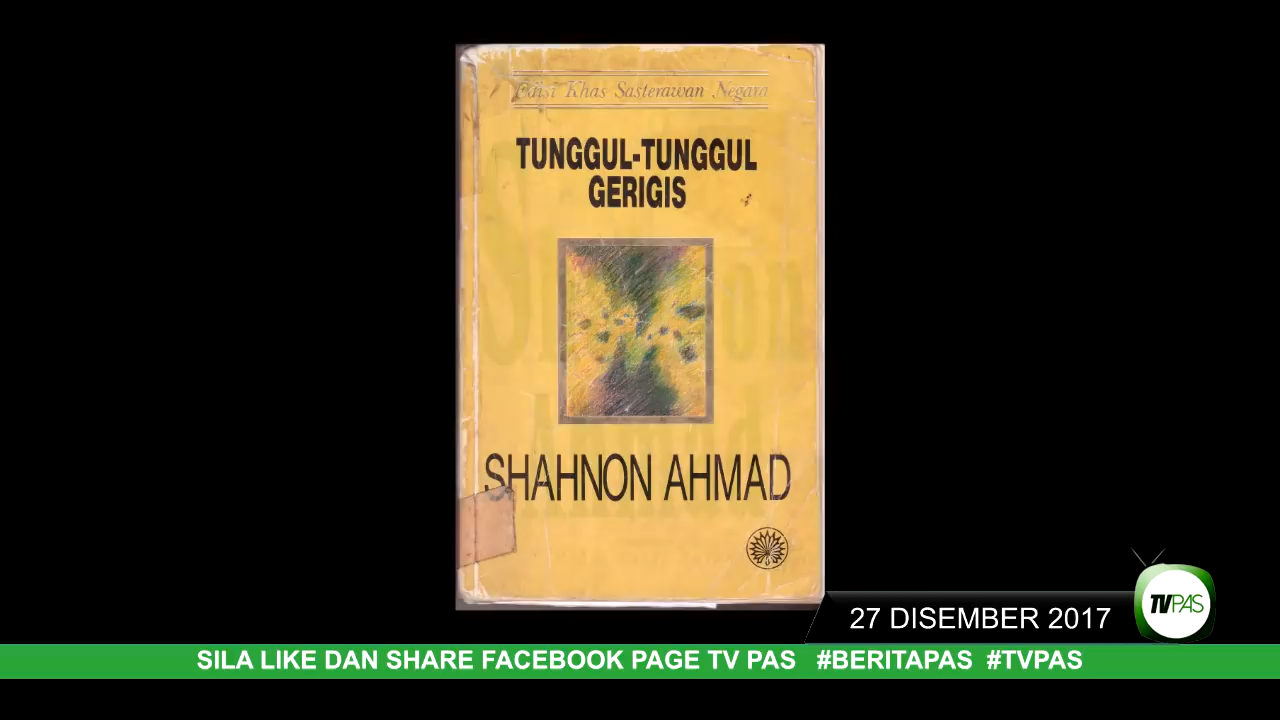 Edisi Khas Sasterawan Negara
TUNGGUL-TUNGGUL
GERIGIS
SHAHNON AHMAD
27 DISEMBER 2017
TVPAS
SILA LIKE DAN SHARE FACEBOOK PAGE TV PAS #BERITAPAS #TVPAS